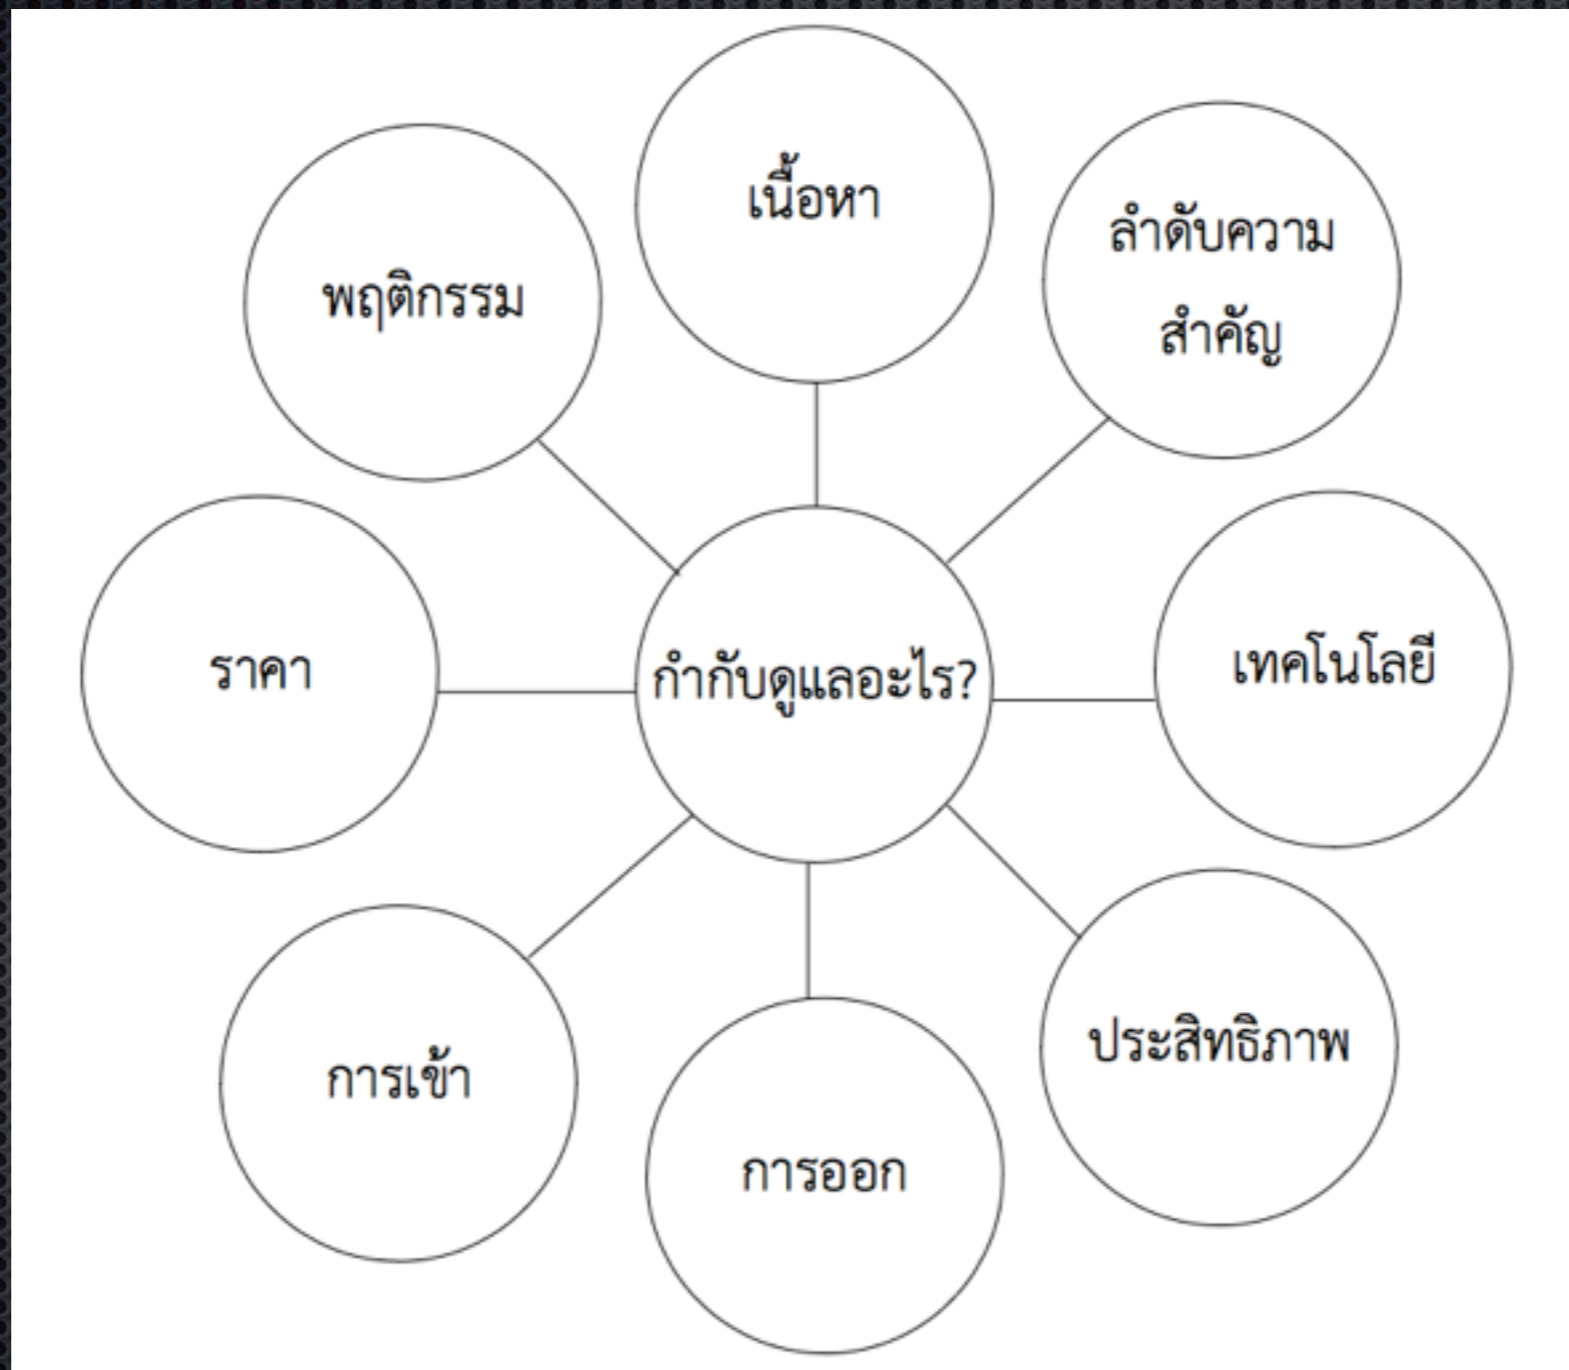 เนื้อหา
ลำดับความ
สำคัญ
พฤติกรรม
ราคา
กำกับดูแลอะไร?
เทคโนโลยี
การเข้า
การออก
ประสิทธิภาพ